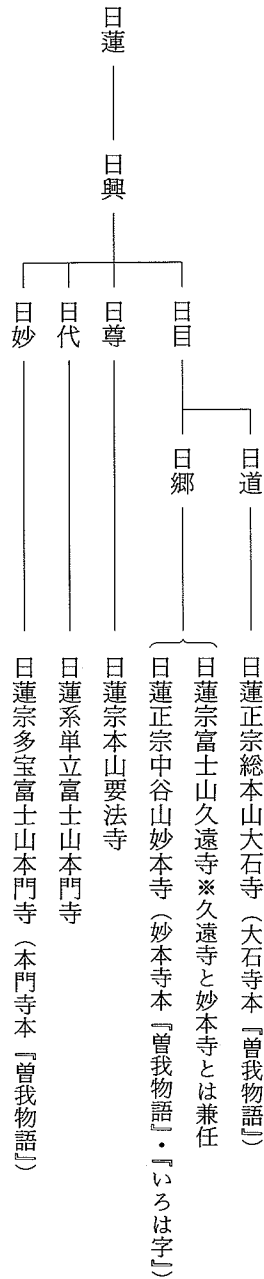 日蓮
日興
日目
日道
日蓮正宗総本山大石寺（大石寺本『曽我物語』）
日郷
日蓮宗富士山久遠寺※久遠寺と妙本寺とは兼任
日蓮正宗中谷山妙本寺（妙本寺本『曽我物語』・『いろは字』）
日尊
日蓮宗本山要法寺
日代
日蓮系単立富士山本門寺
日妙
日蓮宗多宝富士山本門寺（本門寺本『曽我物語』）